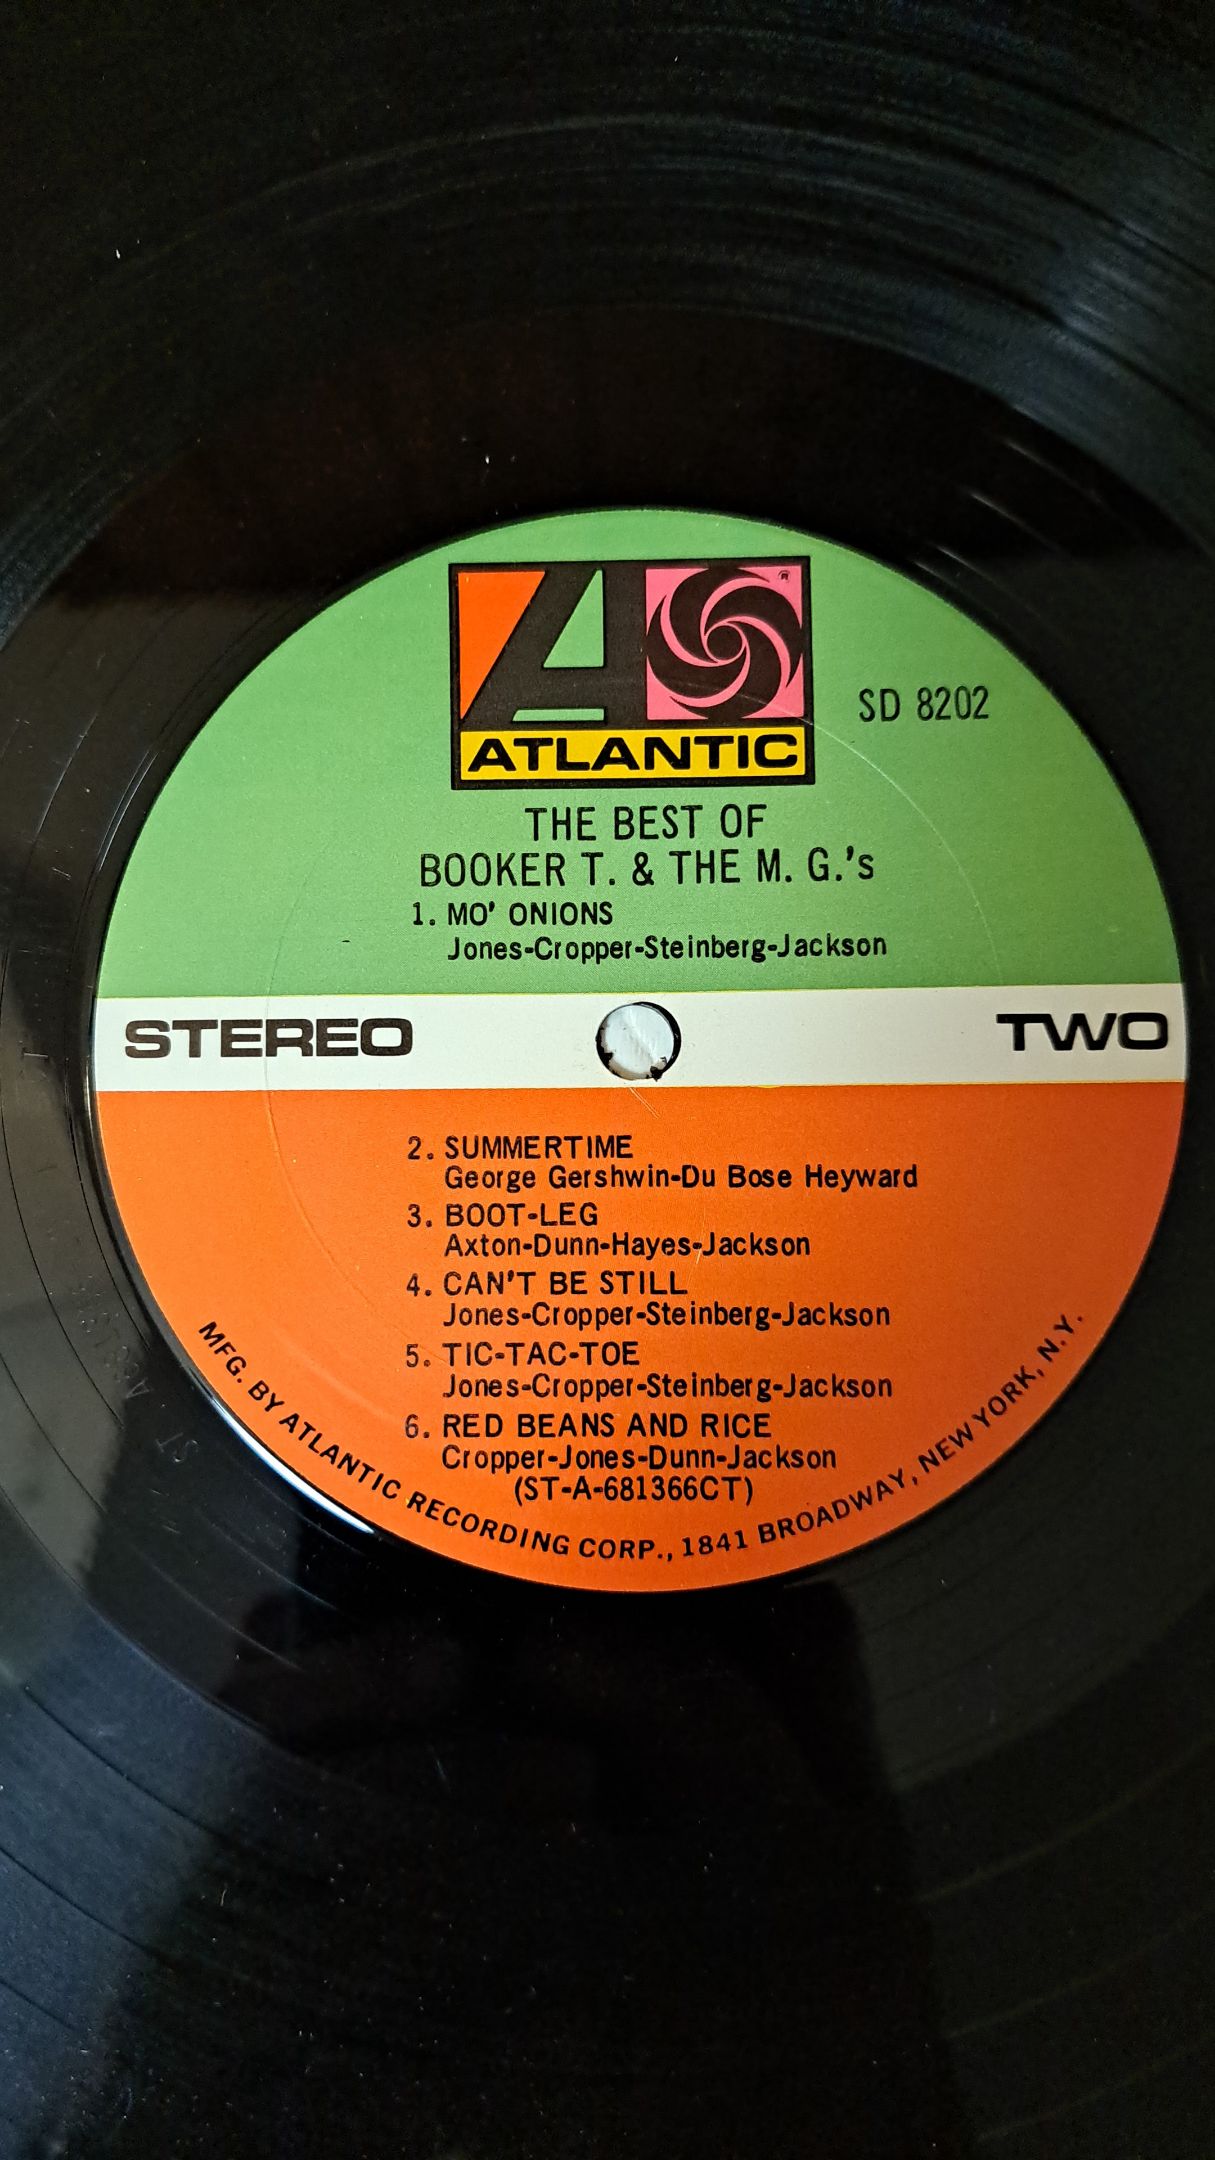 ATLANTIC
®
SD 8202
THE BEST OF
BOOKER T. & THE M. G.'s
1. MO' ONIONS
Jones-Cropper-Steinberg-Jackson
STEREO
TWO
2. SUMMERTIME
George Gershwin-Du Bose Heyward
3. BOOT-LEG
Axton-Dunn-Hayes-Jackson
4. CAN'T BE STILL
Jones-Cropper-Steinberg-Jackson
5. TIC-TAC-TOE
Jones-Cropper-Steinberg-Jackson
6. RED BEANS AND RICE
Cropper-Jones-Dunn-Jackson
(ST-A-681366CT)
MFG. BY ATLANTIC RECORDING CORP., 1841 BROADWAY, NEW YORK, N.Y.